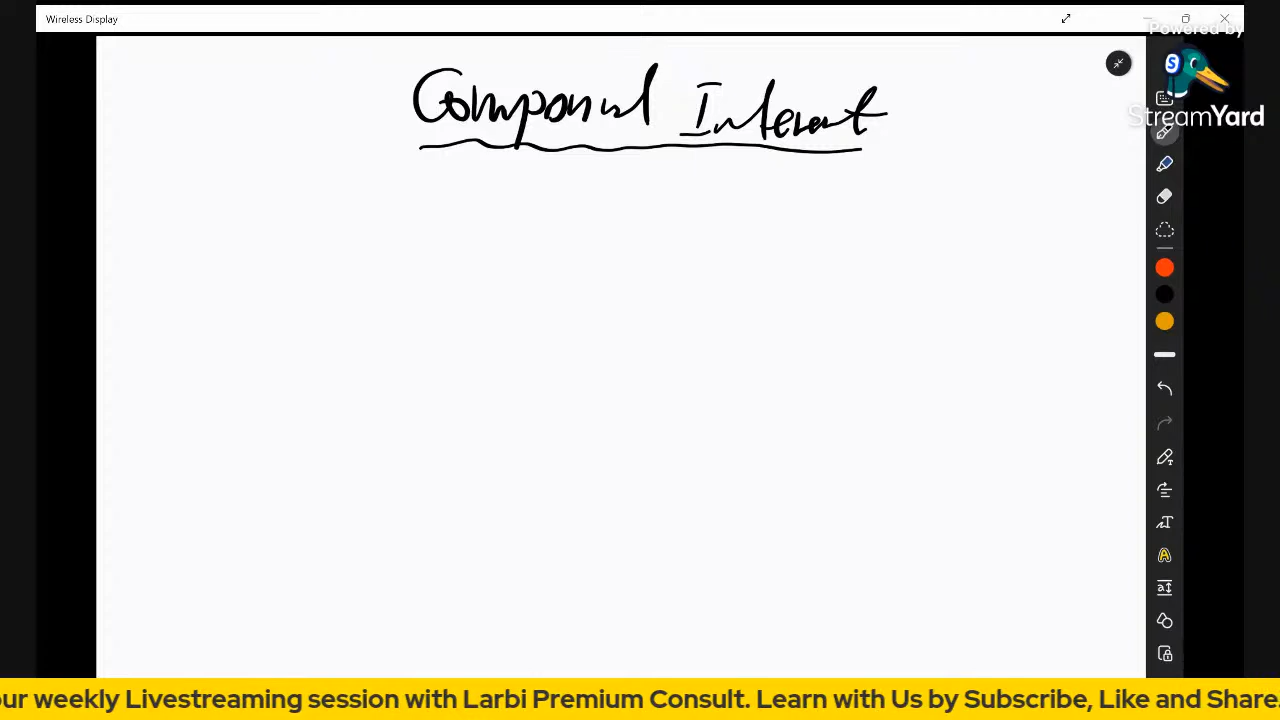 Wireless Display
Powered by
StreamYard
Compound Interest
our weekly Livestreaming session with Larbi Premium Consult. Learn with Us by Subscribe, Like and Share.